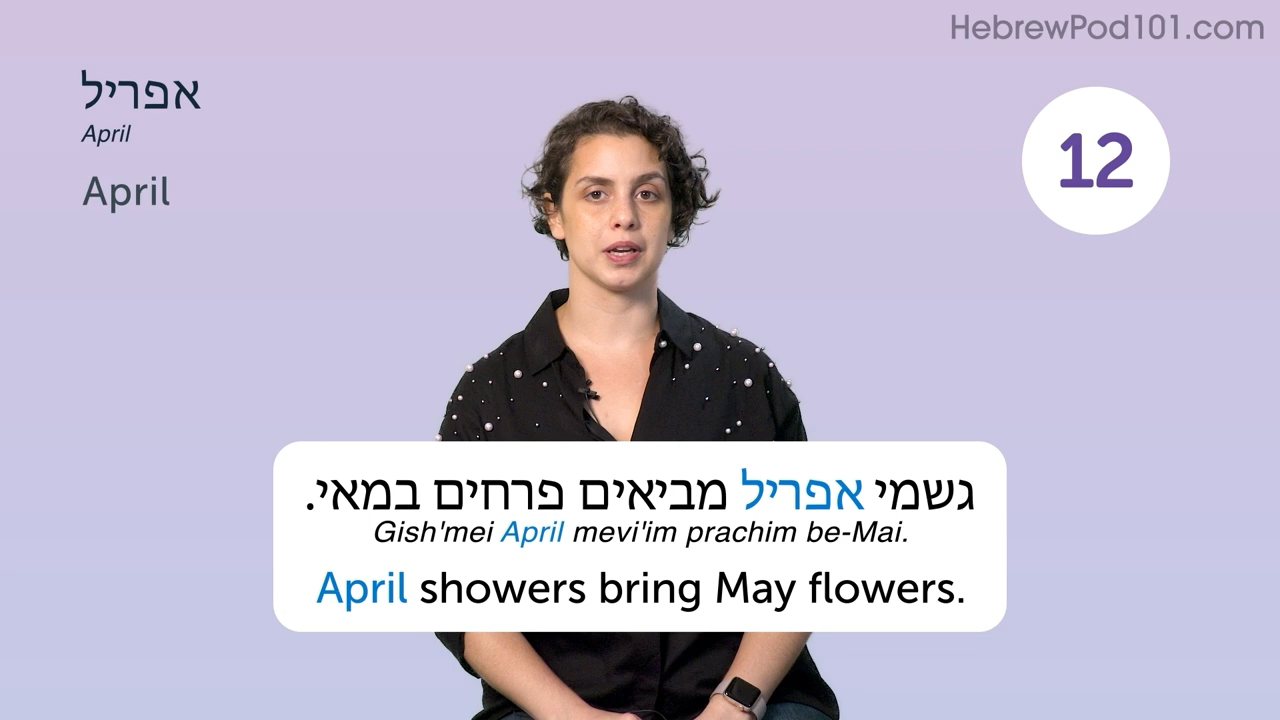 HebrewPod101.com
אפריל
April
April
12
גשמי אפריל מביאים פרחים במאי.
Gish'mei April mevi'im prachim be-Mai.
April showers bring May flowers.